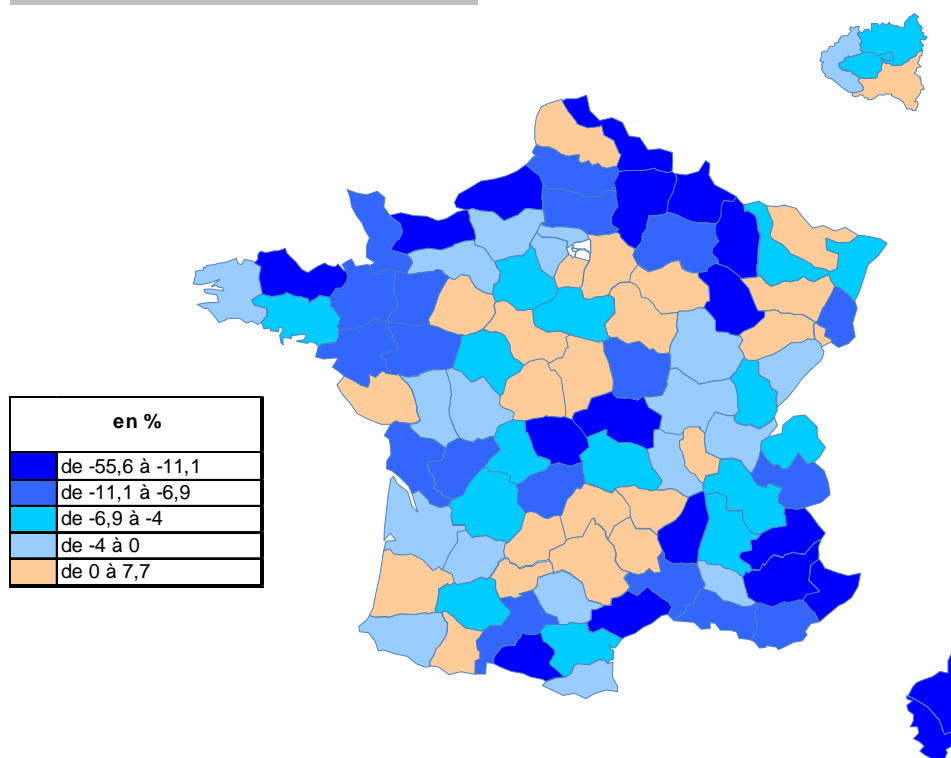 en %
de -55,6 à -11,1
de -11,1 à -6,9
de -6,9 à -4
de -4 à 0
de 0 à 7,7